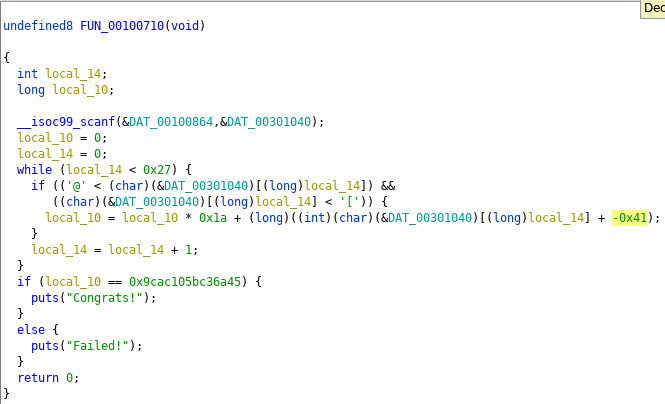 Dec
undefined8 FUN_00100710(void)
{
int local_14;
long local_10;
__isoc99_scanf(&DAT_00100864,&DAT_00301040);
local_10 = 0;
local_14 = 0;
while (local_14 < 0x27) {
if (('@' < (char)(&DAT_00301040)[(long)local_14]) &&
((char)(&DAT_00301040)[(long)local_14] < '[')) {
local_10 = local_10 * 0x1a + (long)((int)(char)(&DAT_00301040)[(long)local_14] + -0x41);
}
local_14 = local_14 + 1;
}
if (local_10 == 0x9cac105bc36a45) {
puts("Congrats!");
}
else {
puts("Failed!");
}
return 0;
}